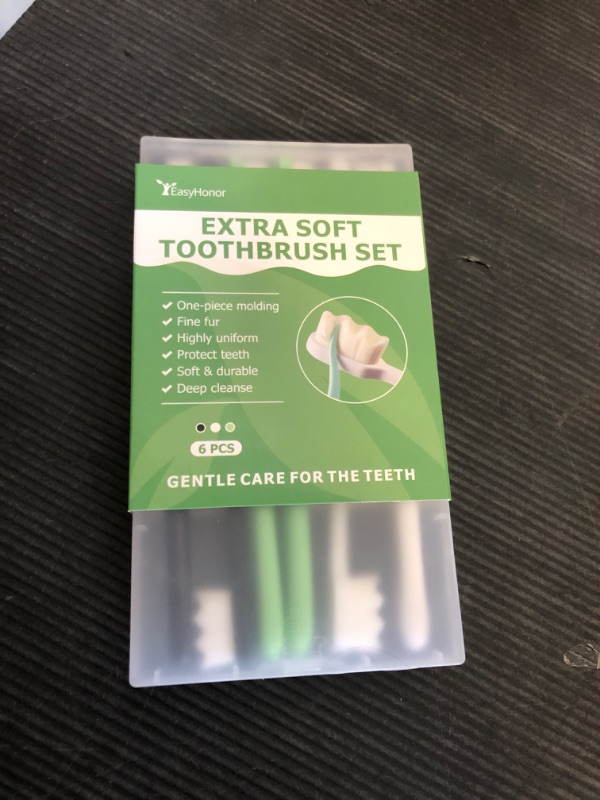 EasyHonor
EXTRA SOFT
TOOTHBRUSH SET
One-piece molding
Fine fur
Highly uniform
Protect teeth
Soft & durable
Deep cleanse
6 PCS
GENTLE CARE FOR THE TEETH